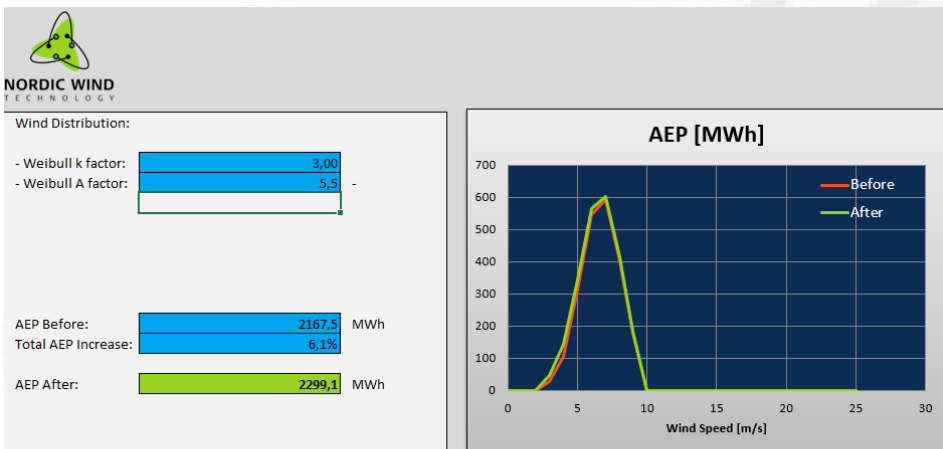 NORDIC WIND
TECHNOLOGY
Wind Distribution:
- Weibull k factor: 3,00
- Weibull A factor: 5,5 -
AEP Before: 2167,5 MWh
Total AEP Increase: 6,1%
AEP After: 2299,1 MWh
AEP [MWh]
700
600
500
400
300
200
100
0
Before
After
0 5 10 15 20 25 30
Wind Speed [m/s]